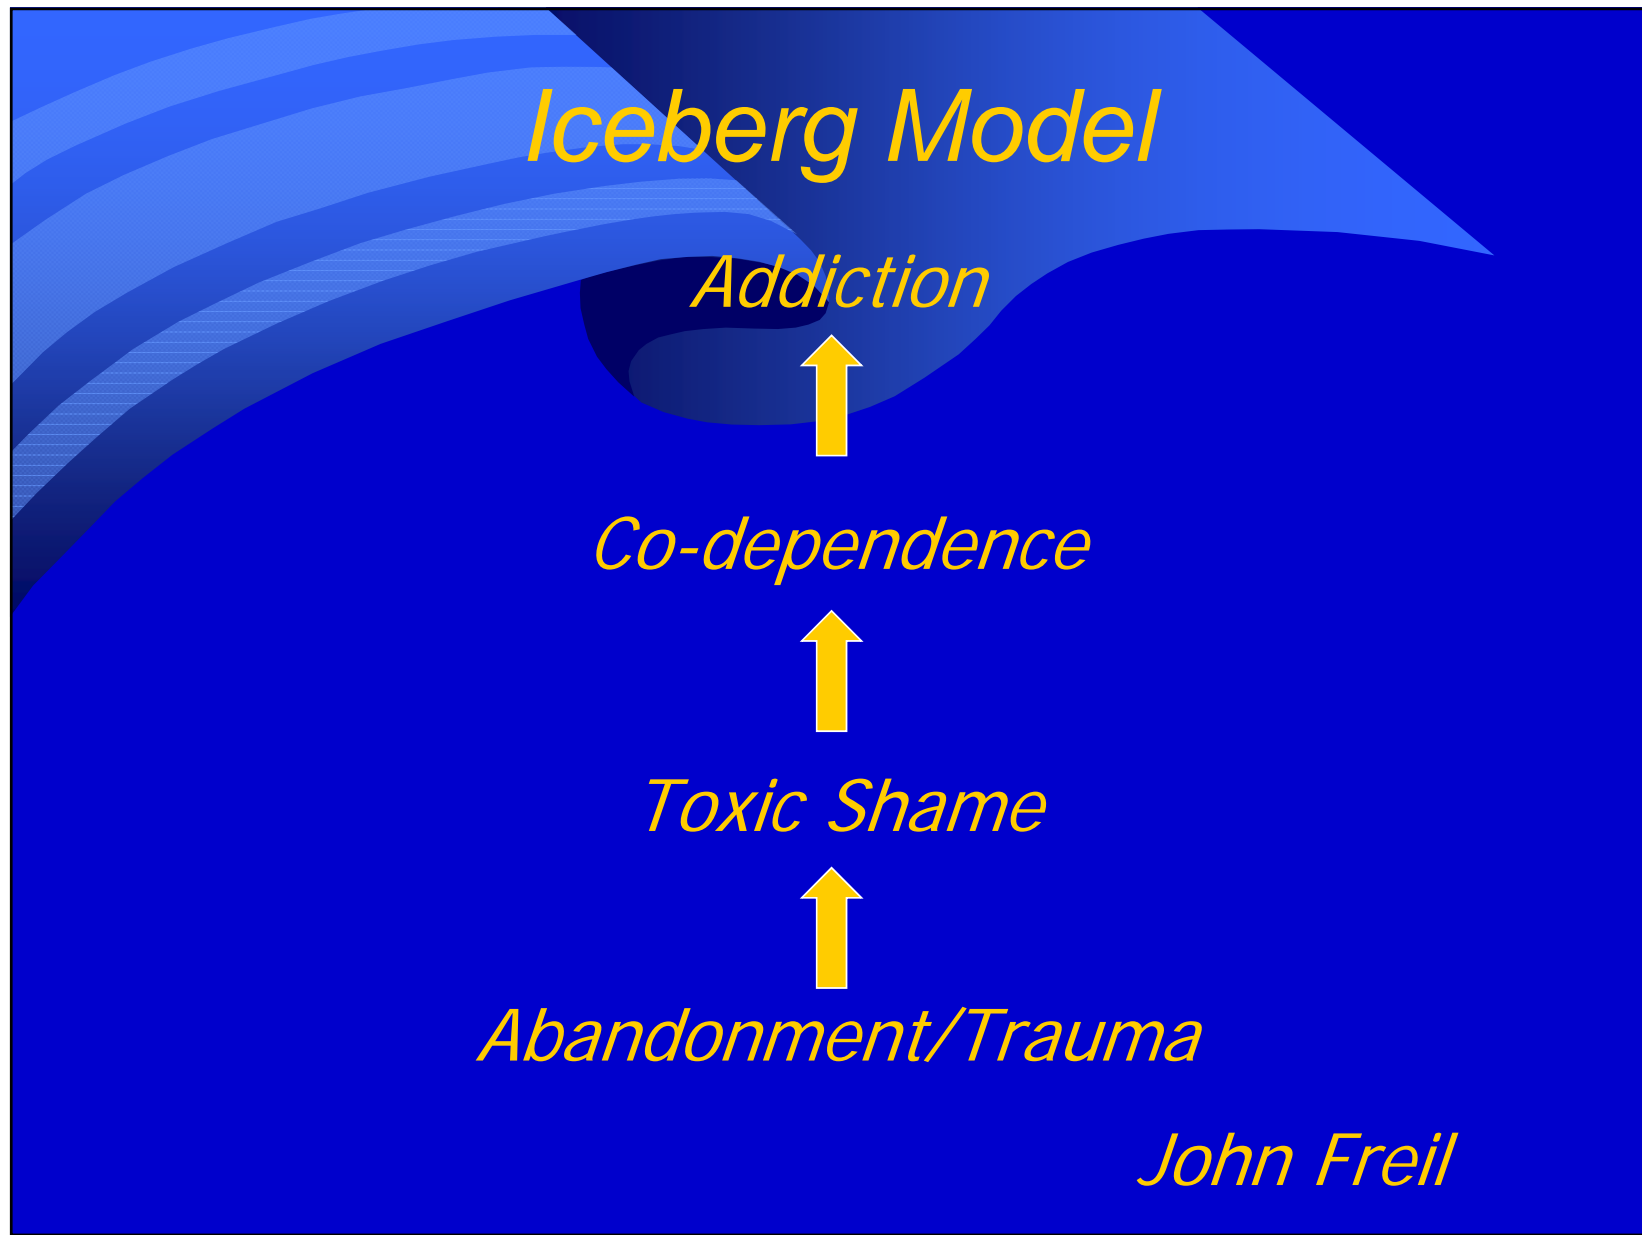 Iceberg Model
Addiction
Co-dependence
Toxic Shame
Abandonment/Trauma
John Freil